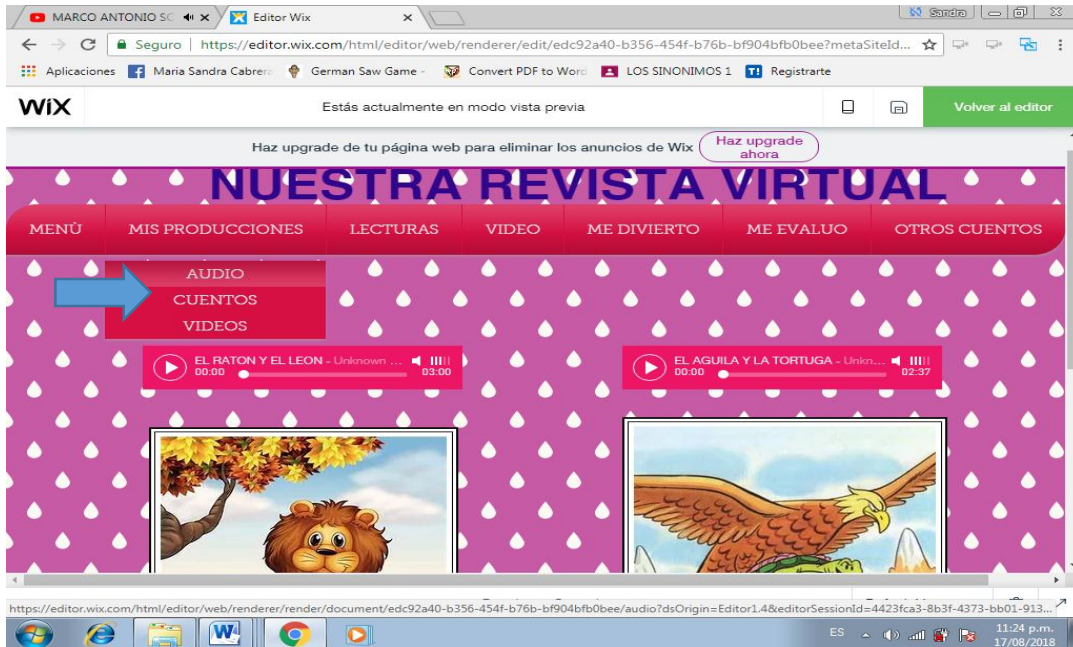 MARCO ANTONIO SC
Editor Wix
Sandra
Seguro | https://editor.wix.com/html/editor/web/renderer/edit/edc92a40-b356-454f-b76b-bf904bfb0bee?metaSiteId...
Aplicaciones
Maria Sandra Cabrer
German Saw Game -
Convert PDF to Word
LOS SINONIMOS 1
Registrarte
WiX
Estás actualmente en modo vista previa
Volver al editor
Haz upgrade de tu página web para eliminar los anuncios de Wix
Haz upgrade
ahora
NUESTRA REVISTA VIRTUAL
MENÙ MIS PRODUCCIONES LECTURAS VIDEO ME DIVIERTO ME EVALUO OTROS CUENTOS
AUDIO
CUENTOS
VIDEOS
EL RATON Y EL LEON - Unknown ...
00:00 03:00
EL AGUILA Y LA TORTUGA - Unkn...
00:00 02:37
https://editor.wix.com/html/editor/web/renderer/render/document/edc92a40-b356-454f-b76b-bf904bfb0bee/audio?dsOrigin=Editor1.4&editorSessionId=4423fca3-8b3f-4373-bb01-913...
ES
11:24 p.m.
17/08/2018